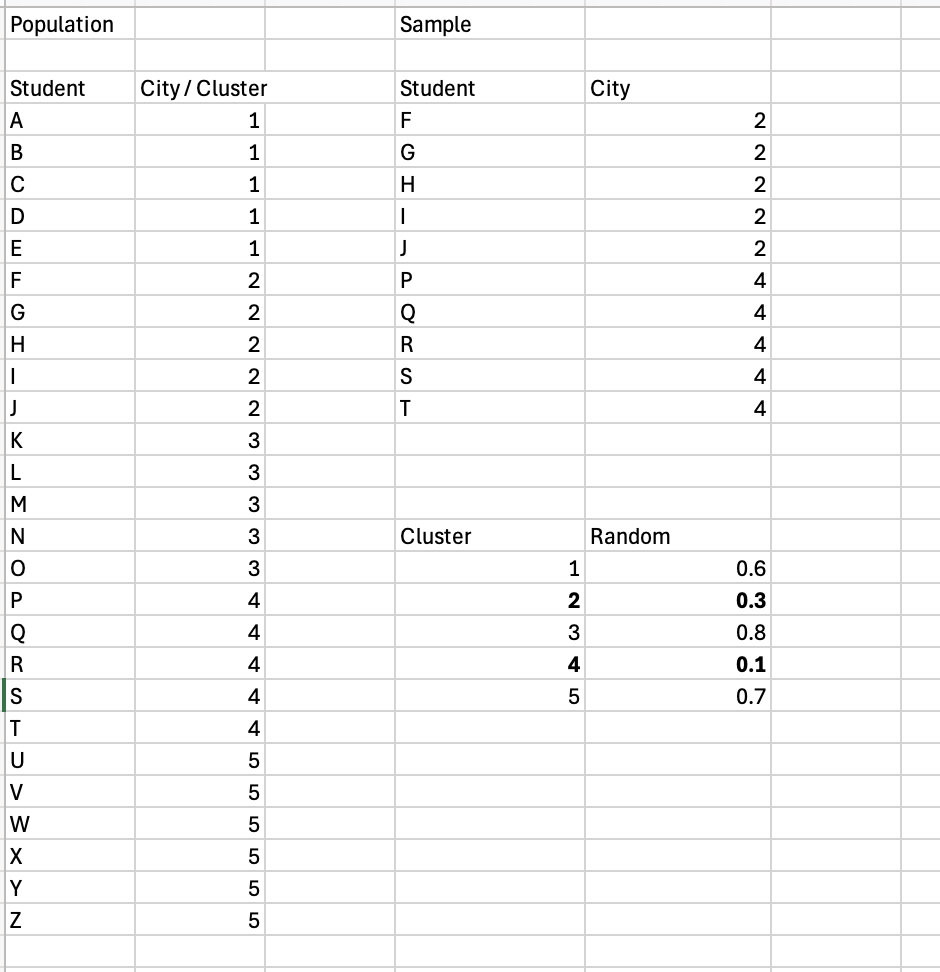 Population Sample
Student City / Cluster Student City
A 1 F 2
B 1 G 2
C 1 H 2
D 1 I 2
E 1 J 2
F 2 P 4
G 2 Q 4
H 2 R 4
I 2 S 4
J 2 T 4
K 3
L 3
M 3
N 3 Cluster Random
O 3 1 0.6
P 4 2 0.3
Q 4 3 0.8
R 4 4 0.1
S 4 5 0.7
T 4
U 5
V 5
W 5
X 5
Y 5
Z 5